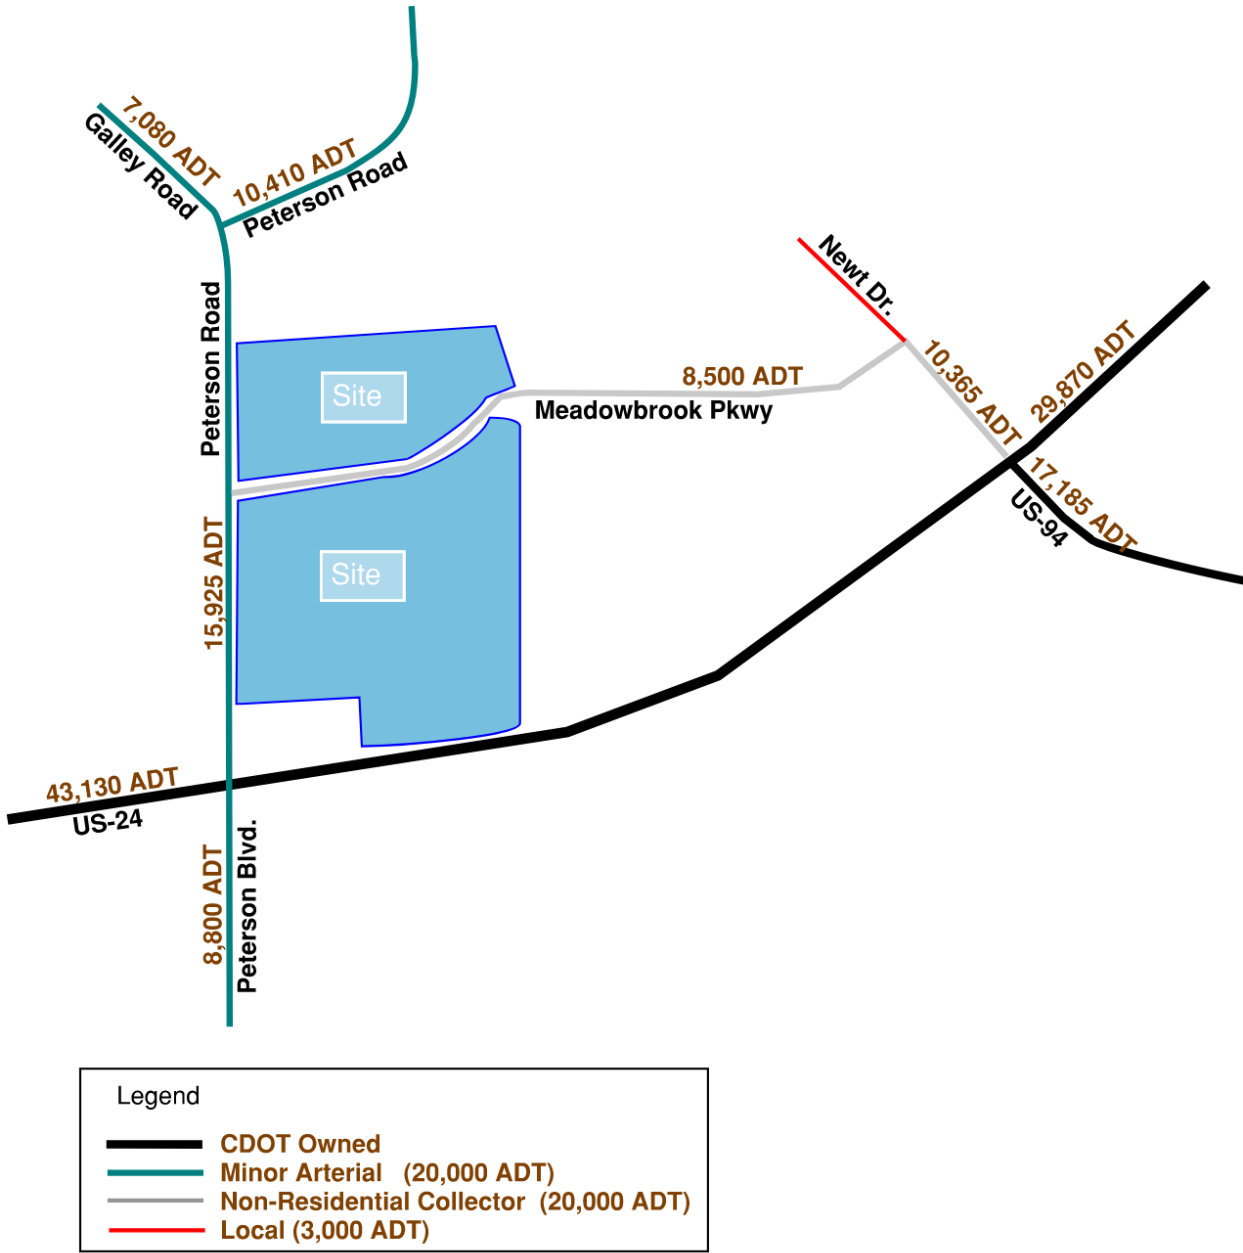 7,080 ADT
Galley Road
10,410 ADT
Peterson Road
Newt Dr.
Peterson Road
10,365 ADT
29,870 ADT
8,500 ADT
Meadowbrook Pkwy
Site
17,185 ADT
US-94
15,925 ADT
Site
43,130 ADT
US-24
8,800 ADT
Peterson Blvd.
Legend
CDOT Owned
Minor Arterial (20,000 ADT)
Non-Residential Collector (20,000 ADT)
Local (3,000 ADT)